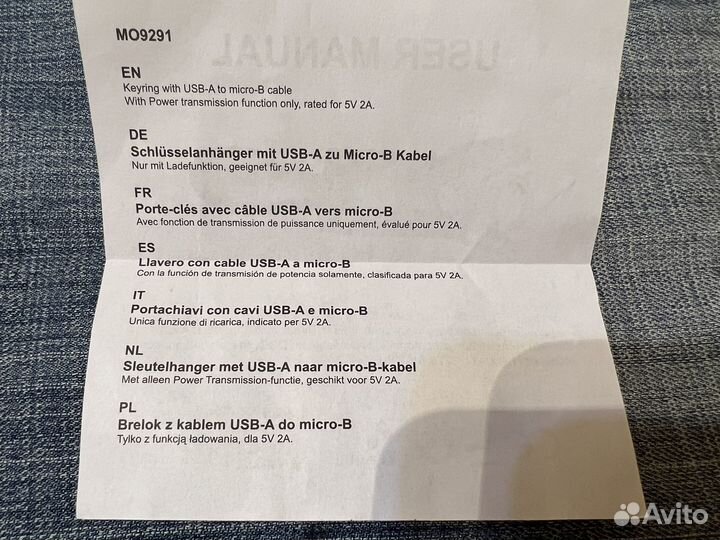 USER MANUAL
MO9291
EN
Keyring with USB-A to micro-B cable
With Power transmission function only, rated for 5V 2A.
DE
Schlüsselanhänger mit USB-A zu Micro-B Kabel
Nur mit Ladefunktion, geeignet für 5V 2A.
FR
Porte-clés avec câble USB-A vers micro-B
Avec fonction de transmission de puissance uniquement, évalué pour 5V 2A.
ES
Llavero con cable USB-A a micro-B
Con la función de transmisión de potencia solamente, clasificada para 5V 2A.
IT
Portachiavi con cavi USB-A e micro-B
Unica funzione di ricarica, indicato per 5V 2A.
NL
Sleutelhanger met USB-A naar micro-B-kabel
Met alleen Power Transmission-functie, geschikt voor 5V 2A.
PL
Brelok z kablem USB-A do micro-B
Tylko z funkcją ładowania, dla 5V 2A.
Avito